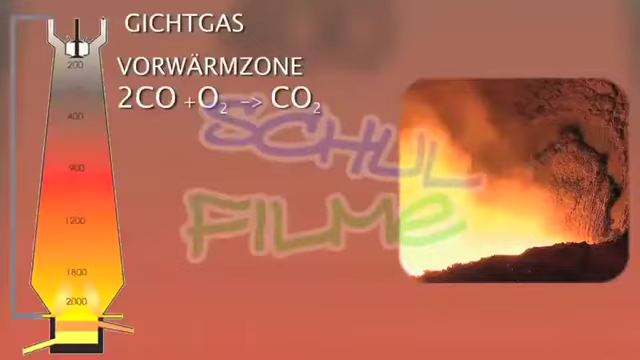 GICHTGAS
VORWÄRMZONE
2CO + O₂ -> CO₂
SCHUL
FILME
200
400
900
1200
1800
2000